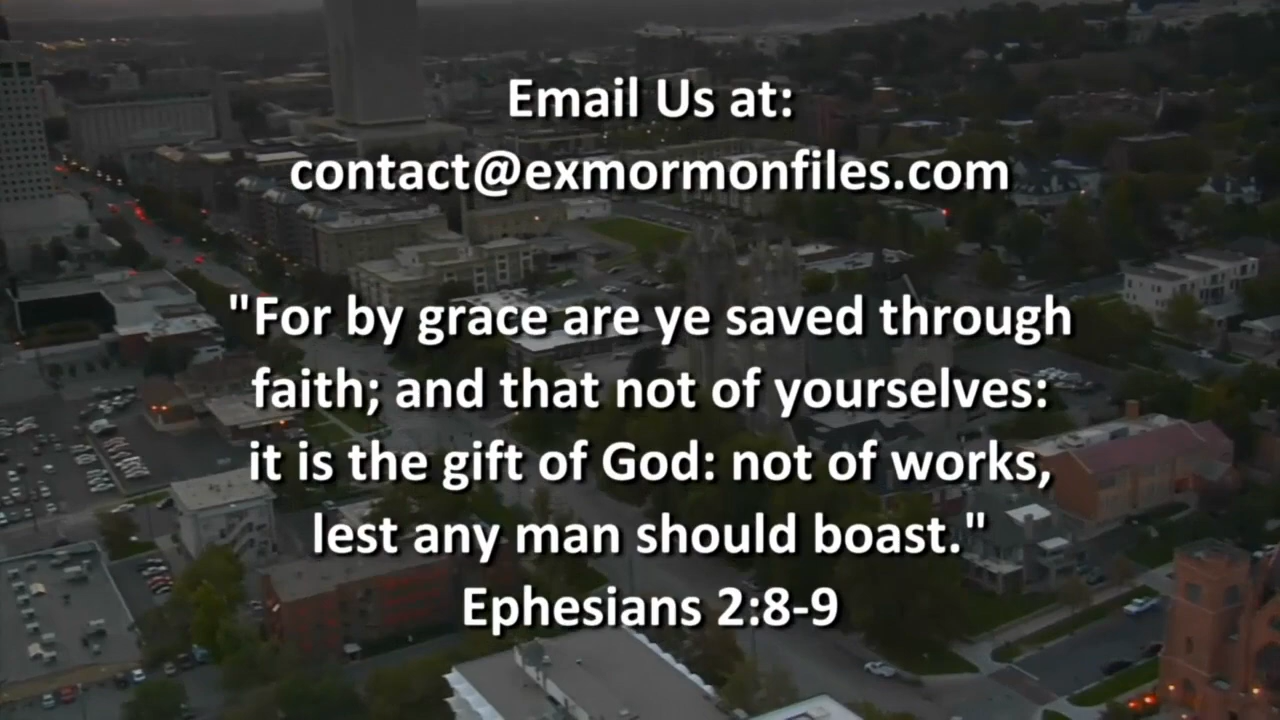 Email Us at:
contact@exmormonfiles.com
"For by grace are ye saved through
faith; and that not of yourselves:
it is the gift of God: not of works,
lest any man should boast."
Ephesians 2:8-9